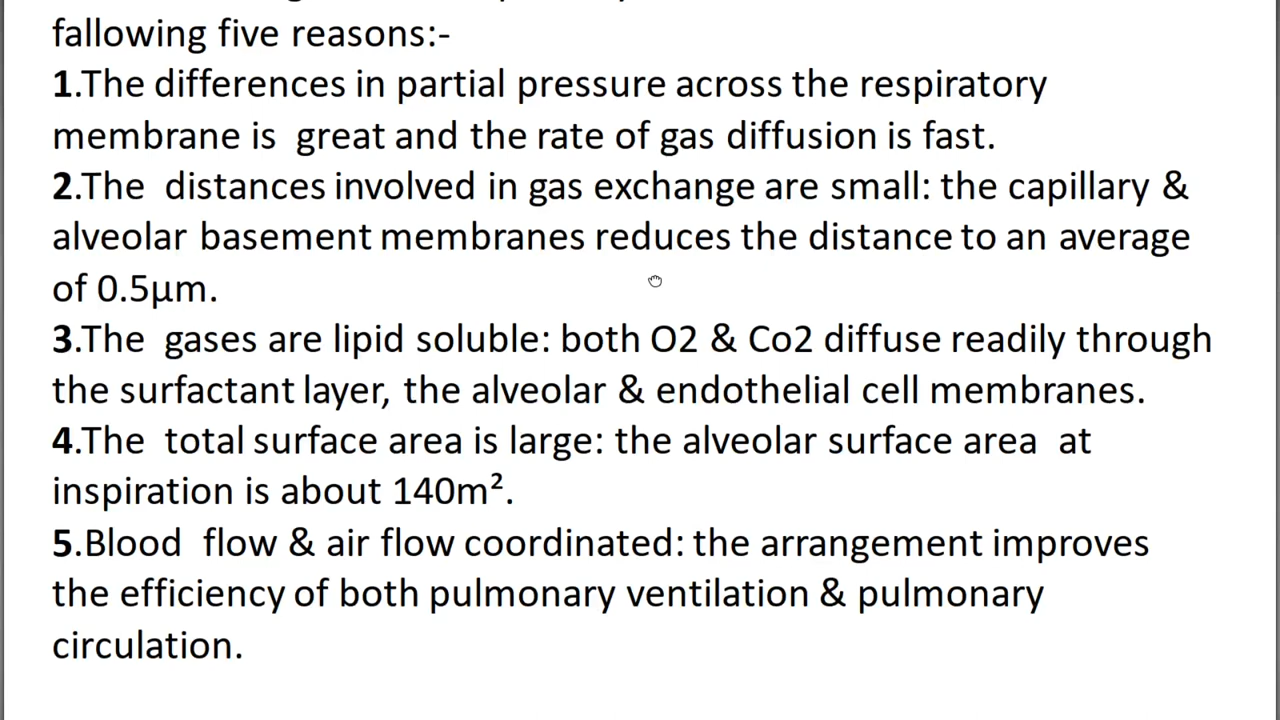 fallowing five reasons:-
1.The differences in partial pressure across the respiratory
membrane is great and the rate of gas diffusion is fast.
2.The distances involved in gas exchange are small: the capillary &
alveolar basement membranes reduces the distance to an average
of 0.5µm.
3.The gases are lipid soluble: both O2 & Co2 diffuse readily through
the surfactant layer, the alveolar & endothelial cell membranes.
4.The total surface area is large: the alveolar surface area at
inspiration is about 140m².
5.Blood flow & air flow coordinated: the arrangement improves
the efficiency of both pulmonary ventilation & pulmonary
circulation.